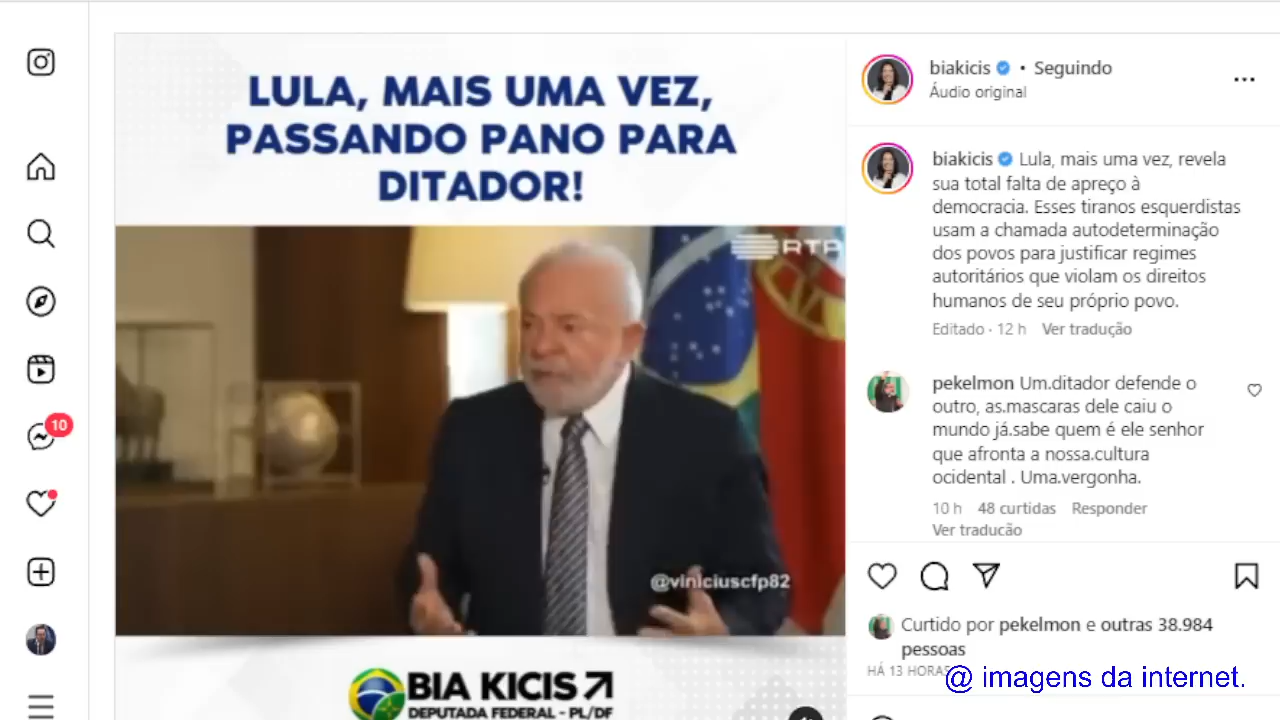 LULA, MAIS UMA VEZ,
PASSANDO PANO PARA
DITADOR!
RTP
@viniciuscfp82
BIA KICIS
DEPUTADA FEDERAL - PL/DF
10
biakicis • Seguindo
Áudio original
biakicis Lula, mais uma vez, revela
sua total falta de apreço à
democracia. Esses tiranos esquerdistas
usam a chamada autodeterminação
dos povos para justificar regimes
autoritários que violam os direitos
humanos de seu próprio povo.
Editado · 12 h Ver tradução
pekelmon Um.ditador defende o
outro, as.mascaras dele caiu o
mundo já.sabe quem é ele senhor
que afronta a nossa.cultura
ocidental . Uma.vergonha.
10 h 48 curtidas Responder
Ver tradução
Curtido por pekelmon e outras 38.984
pessoas
HÁ 13 HORAS
@ imagens da internet.